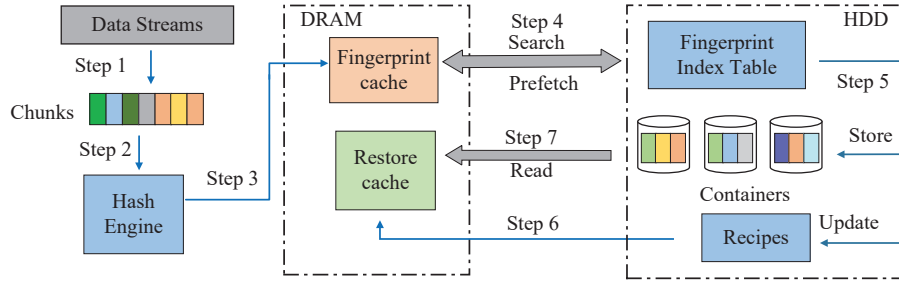 Data Streams
Step 1
Chunks
Step 2
Hash
Engine
Step 3
DRAM
Fingerprint
cache
Restore
cache
Step 4
Search
Prefetch
Step 7
Read
Step 6
HDD
Fingerprint
Index Table
Step 5
Store
Containers
Recipes
Update